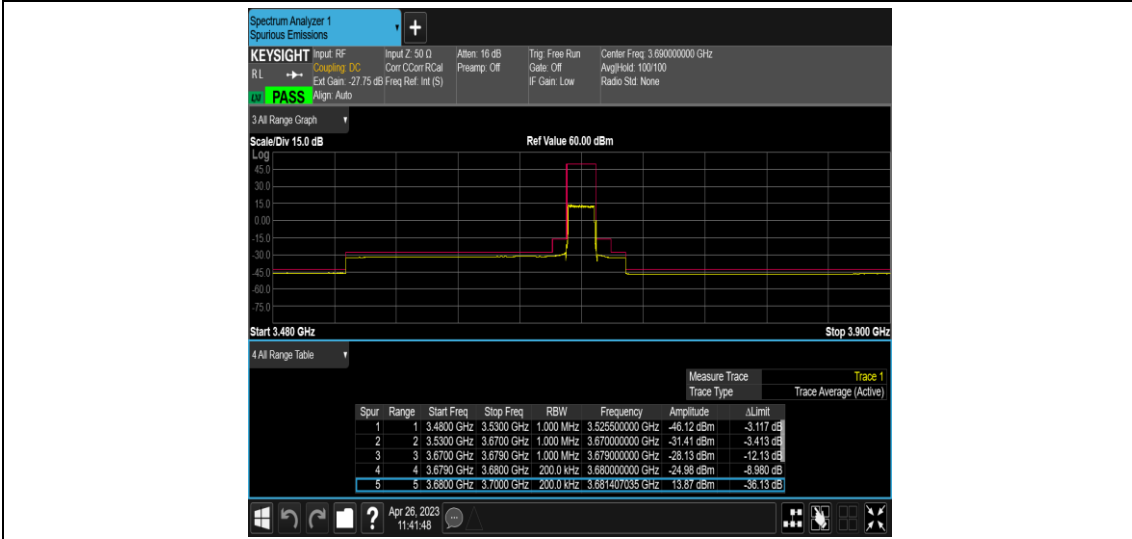 Spectrum Analyzer 1
Spurious Emissions
+
KEYSIGHT Input: RF Input Z: 50 Ω Atten: 16 dB Trig: Free Run Center Freq: 3.690000000 GHz
Coupling: DC Corr CCorr RCal Preamp: Off Gate: Off Avg|Hold: 100/100
RL Ext Gain: -27.75 dB Freq Ref: Int (S) IF Gain: Low Radio Std: None
LW PASS Align: Auto
3 All Range Graph
Scale/Div 15.0 dB Ref Value 60.00 dBm
Log
45.0
30.0
15.0
0.00
-15.0
-30.0
-45.0
-60.0
-75.0
Start 3.480 GHz Stop 3.900 GHz
4 All Range Table
Measure Trace Trace 1
Trace Type Trace Average (Active)
Spur Range Start Freq Stop Freq RBW Frequency Amplitude ΔLimit
1 1 3.4800 GHz 3.5300 GHz 1.000 MHz 3.525500000 GHz -46.12 dBm -3.117 dB
2 2 3.5300 GHz 3.6700 GHz 1.000 MHz 3.670000000 GHz -31.41 dBm -3.413 dB
3 3 3.6700 GHz 3.6790 GHz 1.000 MHz 3.679000000 GHz -28.13 dBm -12.13 dB
4 4 3.6790 GHz 3.6800 GHz 200.0 kHz 3.680000000 GHz -24.98 dBm -8.980 dB
5 5 3.6800 GHz 3.7000 GHz 200.0 kHz 3.681407035 GHz 13.87 dBm -36.13 dB
? Apr 26, 2023
11:41:48